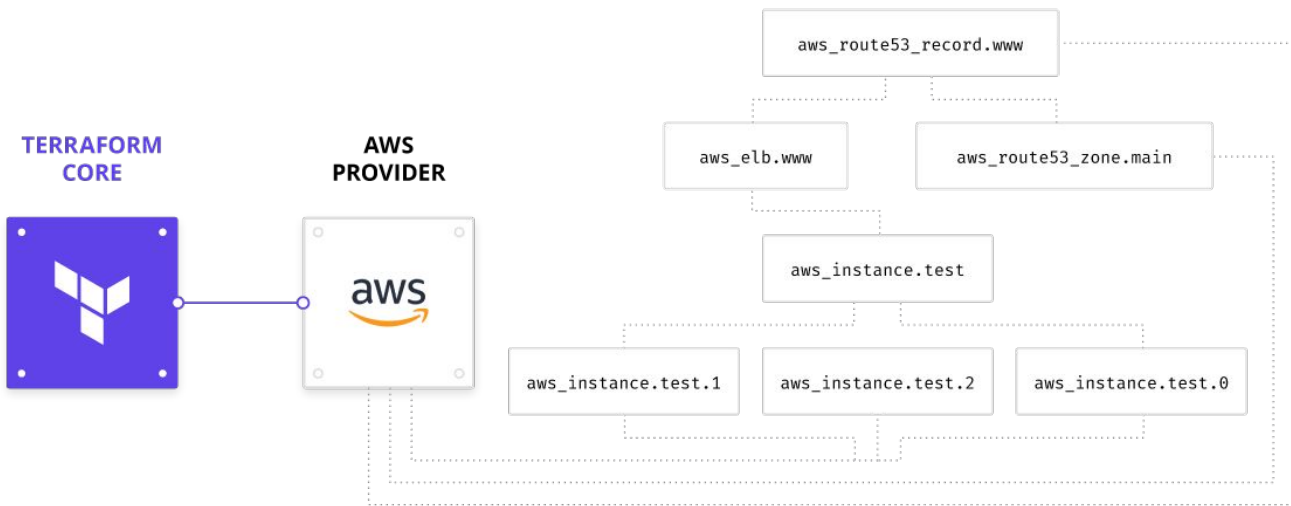 aws_route53_record.www
TERRAFORM
CORE
AWS
PROVIDER
aws_elb.www
aws_route53_zone.main
aws
aws_instance.test
aws_instance.test.1
aws_instance.test.2
aws_instance.test.0